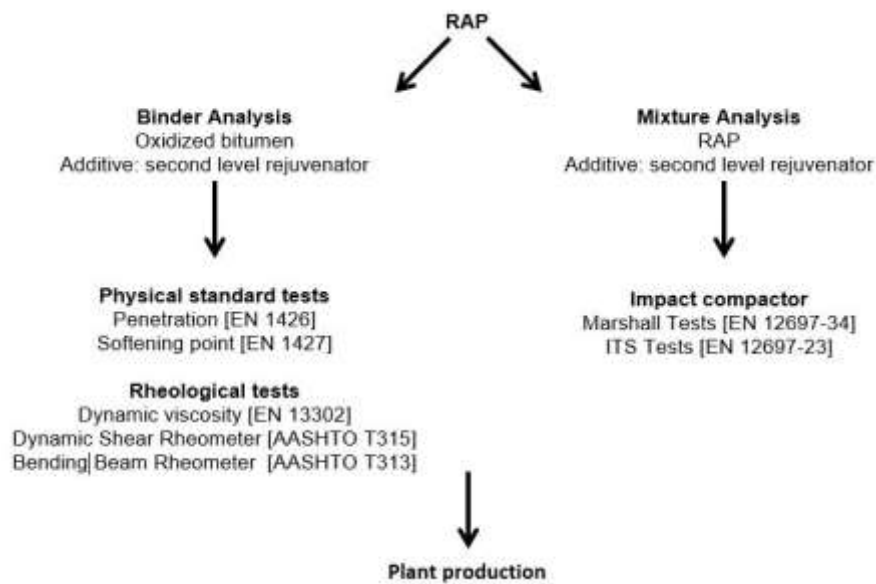 RAP
Binder Analysis
Oxidized bitumen
Additive: second level rejuvenator
Mixture Analysis
RAP
Additive: second level rejuvenator
Physical standard tests
Penetration [EN 1426]
Softening point [EN 1427]
Rheological tests
Dynamic viscosity [EN 13302]
Dynamic Shear Rheometer [AASHTO T315]
Bending Beam Rheometer [AASHTO T313]
Impact compactor
Marshall Tests [EN 12697-34]
ITS Tests [EN 12697-23]
Plant production